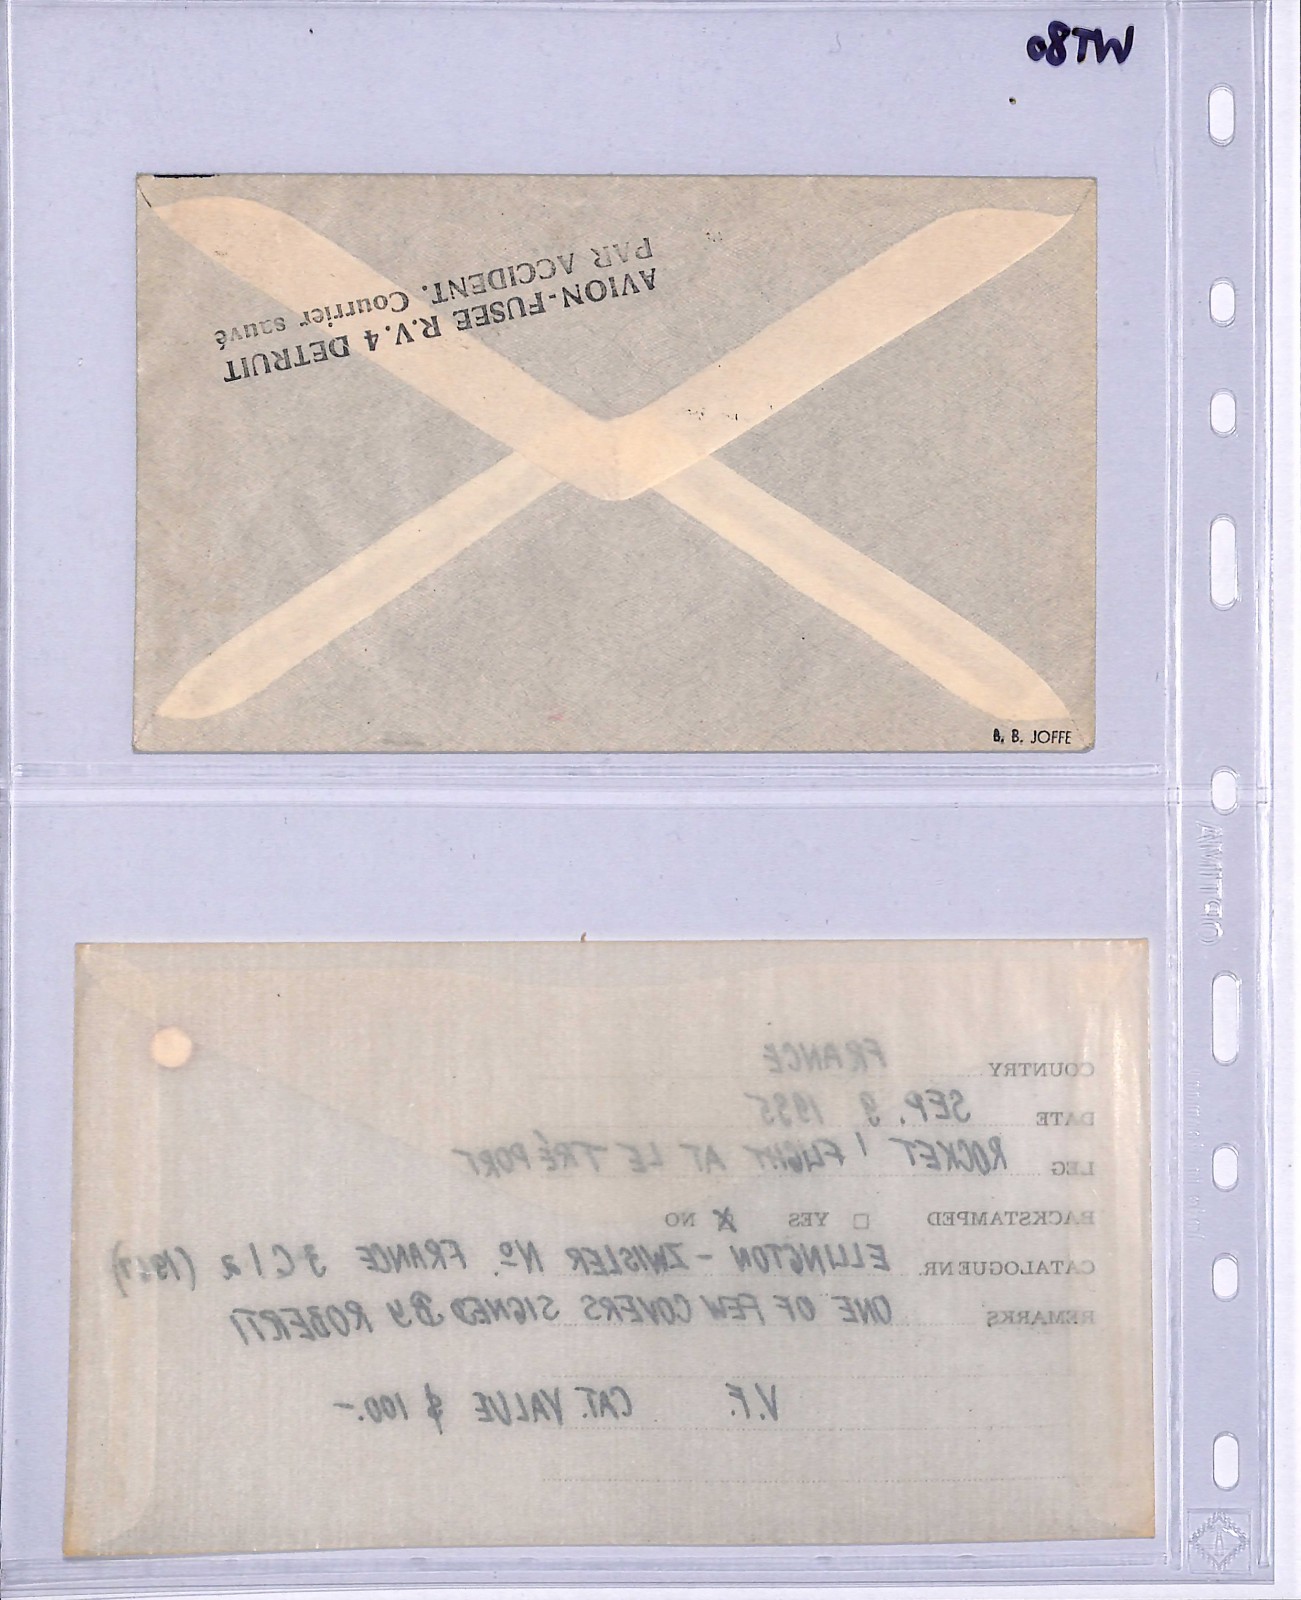 WT80
AVION-FUSEE R.V.4 DETRUIT
PAR ACCIDENT. Courrier sauvé
B. B. JOFFE
COUNTRY FRANCE
DATE SEP. 9, 1935
LEG ROCKET FLIGHT AT LE TRÉPORT
BACKSTAMPED YES NO
CATALOGUE NR. ELLINGTON-ZWISLER No. FRANCE 3C1a
REMARKS ONE OF FEW COVERS SIGNED BY ROBERTI
V.F. CAT. VALUE $100.-